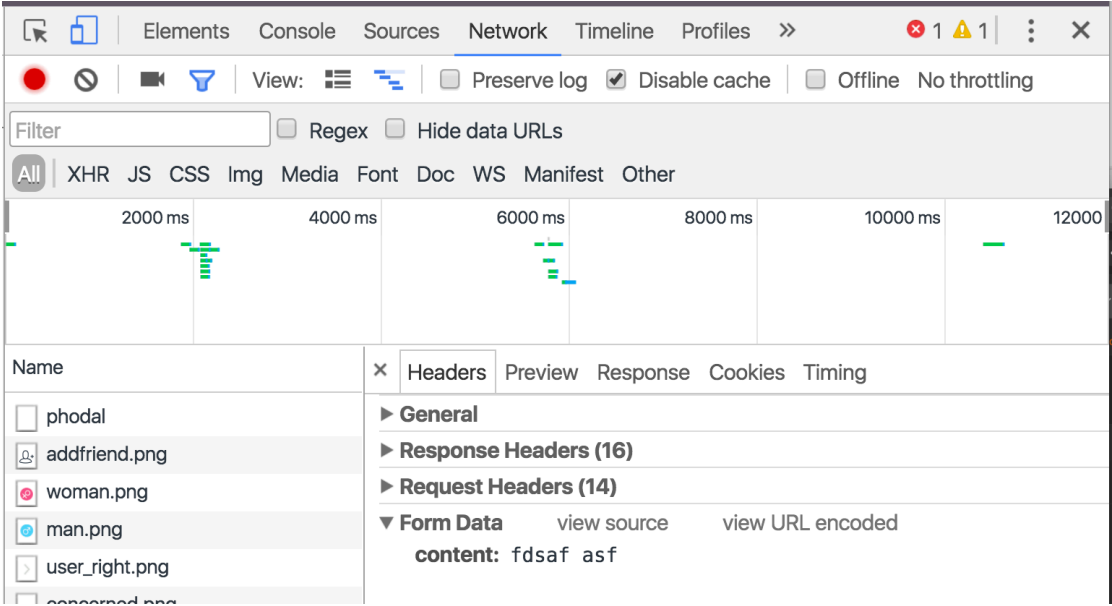 Elements Console Sources Network Timeline Profiles » 1 1
View: Preserve log Disable cache Offline No throttling
Filter Regex Hide data URLs
All XHR JS CSS Img Media Font Doc WS Manifest Other
2000 ms 4000 ms 6000 ms 8000 ms 10000 ms 12000
Name
phodal
addfriend.png
woman.png
man.png
user_right.png
concerned.png
× Headers Preview Response Cookies Timing
General
Response Headers (16)
Request Headers (14)
Form Data view source view URL encoded
content: fdsaf asf